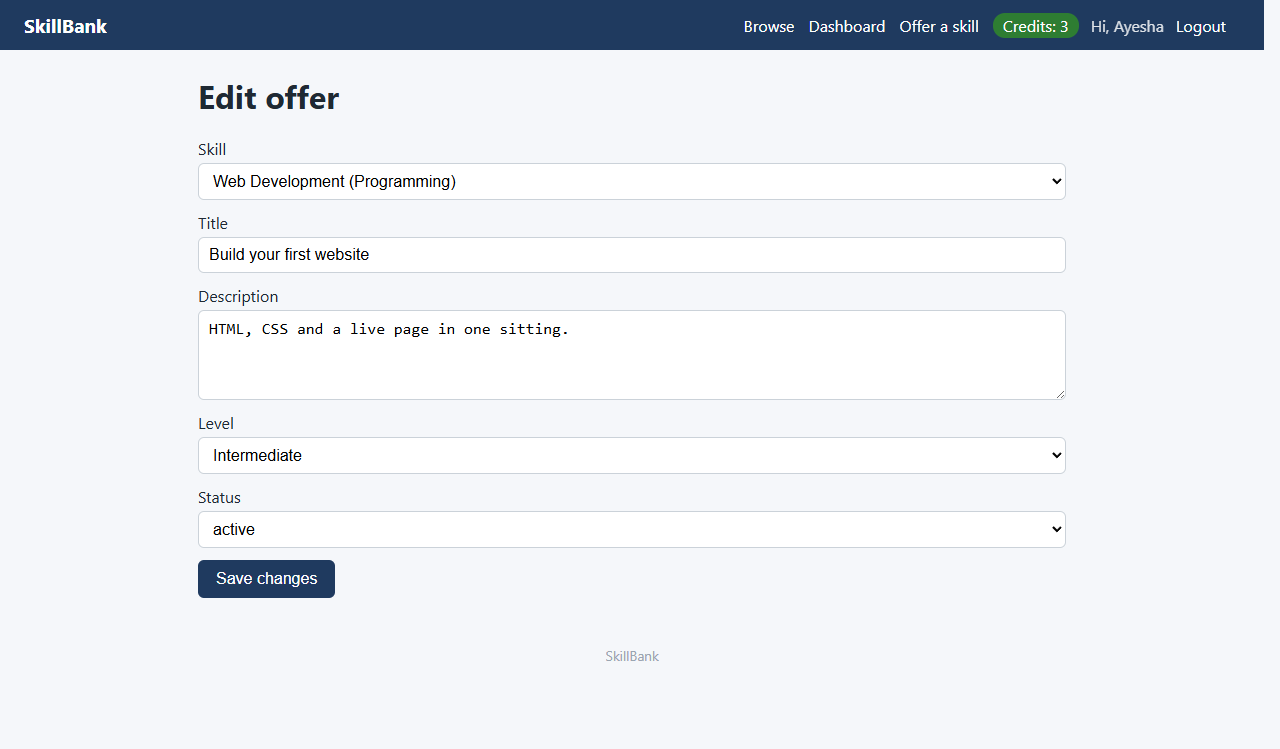 SkillBank
Browse Dashboard Offer a skill Credits: 3 Hi, Ayesha Logout
Edit offer
Skill
Web Development (Programming)
Title
Build your first website
Description
HTML, CSS and a live page in one sitting.
Level
Intermediate
Status
active
Save changes
SkillBank